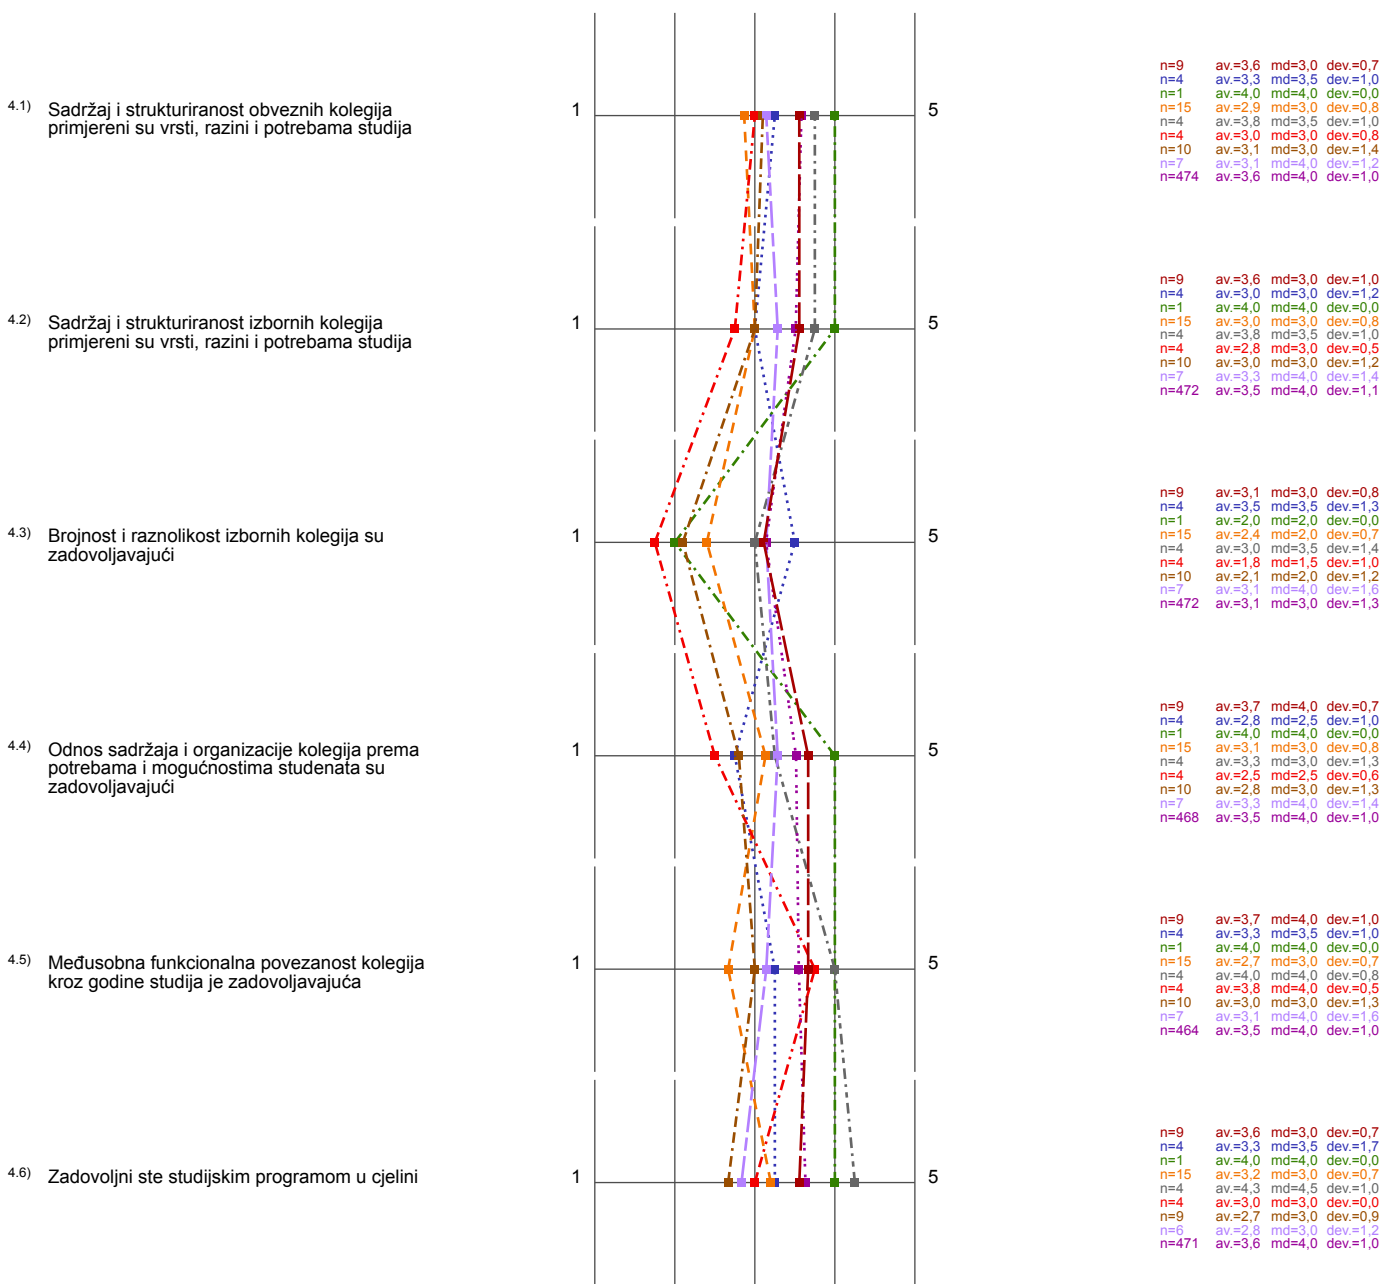 4.1) Sadržaj i strukturiranost obveznih kolegija
primjereni su vrsti, razini i potrebama studija
1 5
n=9 av.=3,6 md=3,0 dev.=0,7
n=4 av.=3,3 md=3,5 dev.=1,0
n=1 av.=4,0 md=4,0 dev.=0,0
n=15 av.=2,9 md=3,0 dev.=0,8
n=4 av.=3,8 md=3,5 dev.=1,0
n=4 av.=3,0 md=3,0 dev.=0,8
n=10 av.=3,1 md=3,0 dev.=1,4
n=7 av.=3,1 md=4,0 dev.=1,2
n=474 av.=3,6 md=4,0 dev.=1,0
4.2) Sadržaj i strukturiranost izbornih kolegija
primjereni su vrsti, razini i potrebama studija
1 5
n=9 av.=3,6 md=3,0 dev.=1,0
n=4 av.=3,0 md=3,0 dev.=1,2
n=1 av.=4,0 md=4,0 dev.=0,0
n=15 av.=3,0 md=3,0 dev.=0,8
n=4 av.=3,8 md=3,5 dev.=1,0
n=4 av.=2,8 md=3,0 dev.=0,5
n=10 av.=3,0 md=3,0 dev.=1,2
n=7 av.=3,3 md=4,0 dev.=1,4
n=472 av.=3,5 md=4,0 dev.=1,1
4.3) Brojnost i raznolikost izbornih kolegija su
zadovoljavajući
1 5
n=9 av.=3,1 md=3,0 dev.=0,8
n=4 av.=3,5 md=3,5 dev.=1,3
n=1 av.=2,0 md=2,0 dev.=0,0
n=15 av.=2,4 md=2,0 dev.=0,7
n=4 av.=3,0 md=3,5 dev.=1,4
n=4 av.=1,8 md=1,5 dev.=1,0
n=10 av.=2,1 md=2,0 dev.=1,2
n=7 av.=3,1 md=4,0 dev.=1,6
n=472 av.=3,1 md=3,0 dev.=1,3
4.4) Odnos sadržaja i organizacije kolegija prema
potrebama i mogućnostima studenata su
zadovoljavajući
1 5
n=9 av.=3,7 md=4,0 dev.=0,7
n=4 av.=2,8 md=2,5 dev.=1,0
n=1 av.=4,0 md=4,0 dev.=0,0
n=15 av.=3,1 md=3,0 dev.=0,8
n=4 av.=3,3 md=3,0 dev.=1,3
n=4 av.=2,5 md=2,5 dev.=0,6
n=10 av.=2,8 md=3,0 dev.=1,3
n=7 av.=3,3 md=4,0 dev.=1,4
n=468 av.=3,5 md=4,0 dev.=1,0
4.5) Međusobna funkcionalna povezanost kolegija
kroz godine studija je zadovoljavajuća
1 5
n=9 av.=3,7 md=4,0 dev.=1,0
n=4 av.=3,3 md=3,5 dev.=1,0
n=1 av.=4,0 md=4,0 dev.=0,0
n=15 av.=2,7 md=3,0 dev.=0,7
n=4 av.=4,0 md=4,0 dev.=0,8
n=4 av.=3,8 md=4,0 dev.=0,5
n=10 av.=3,0 md=3,0 dev.=1,3
n=7 av.=3,1 md=4,0 dev.=1,6
n=464 av.=3,5 md=4,0 dev.=1,0
4.6) Zadovoljni ste studijskim programom u cjelini
1 5
n=9 av.=3,6 md=3,0 dev.=0,7
n=4 av.=3,3 md=3,5 dev.=1,7
n=1 av.=4,0 md=4,0 dev.=0,0
n=15 av.=3,2 md=3,0 dev.=0,7
n=4 av.=4,3 md=4,5 dev.=1,0
n=4 av.=3,0 md=3,0 dev.=0,0
n=9 av.=2,7 md=3,0 dev.=0,9
n=6 av.=2,8 md=3,0 dev.=1,2
n=471 av.=3,6 md=4,0 dev.=1,0